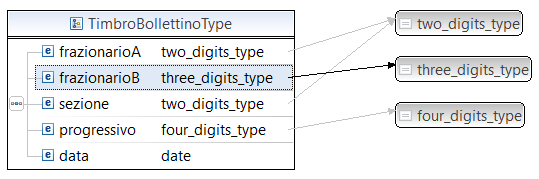 TimbroBollettinoType
frazionarioA two_digits_type
frazionarioB three_digits_type
sezione two_digits_type
progressivo four_digits_type
data date
two_digits_type
three_digits_type
four_digits_type